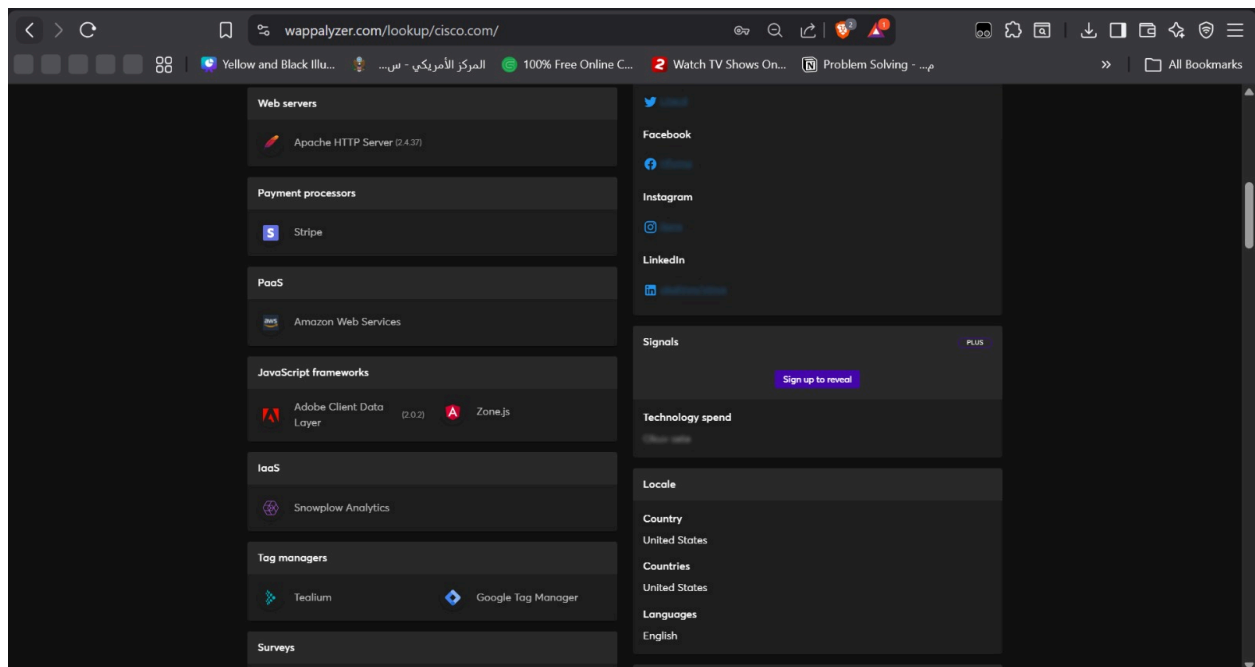 wappalyzer.com/lookup/cisco.com/
2
1
Yellow and Black Illu...
المركز الأمريكي - س...
100% Free Online C...
Watch TV Shows On...
Problem Solving - ...م
»
All Bookmarks
Web servers
Apache HTTP Server (2.4.37)
Payment processors
Stripe
PaaS
aws
Amazon Web Services
JavaScript frameworks
Adobe Client Data Layer (2.0.2)
Zone.js
IaaS
Snowplow Analytics
Tag managers
Tealium
Google Tag Manager
Surveys
Facebook
Instagram
LinkedIn
Signals
PLUS
Sign up to reveal
Technology spend
Locale
Country
United States
Countries
United States
Languages
English